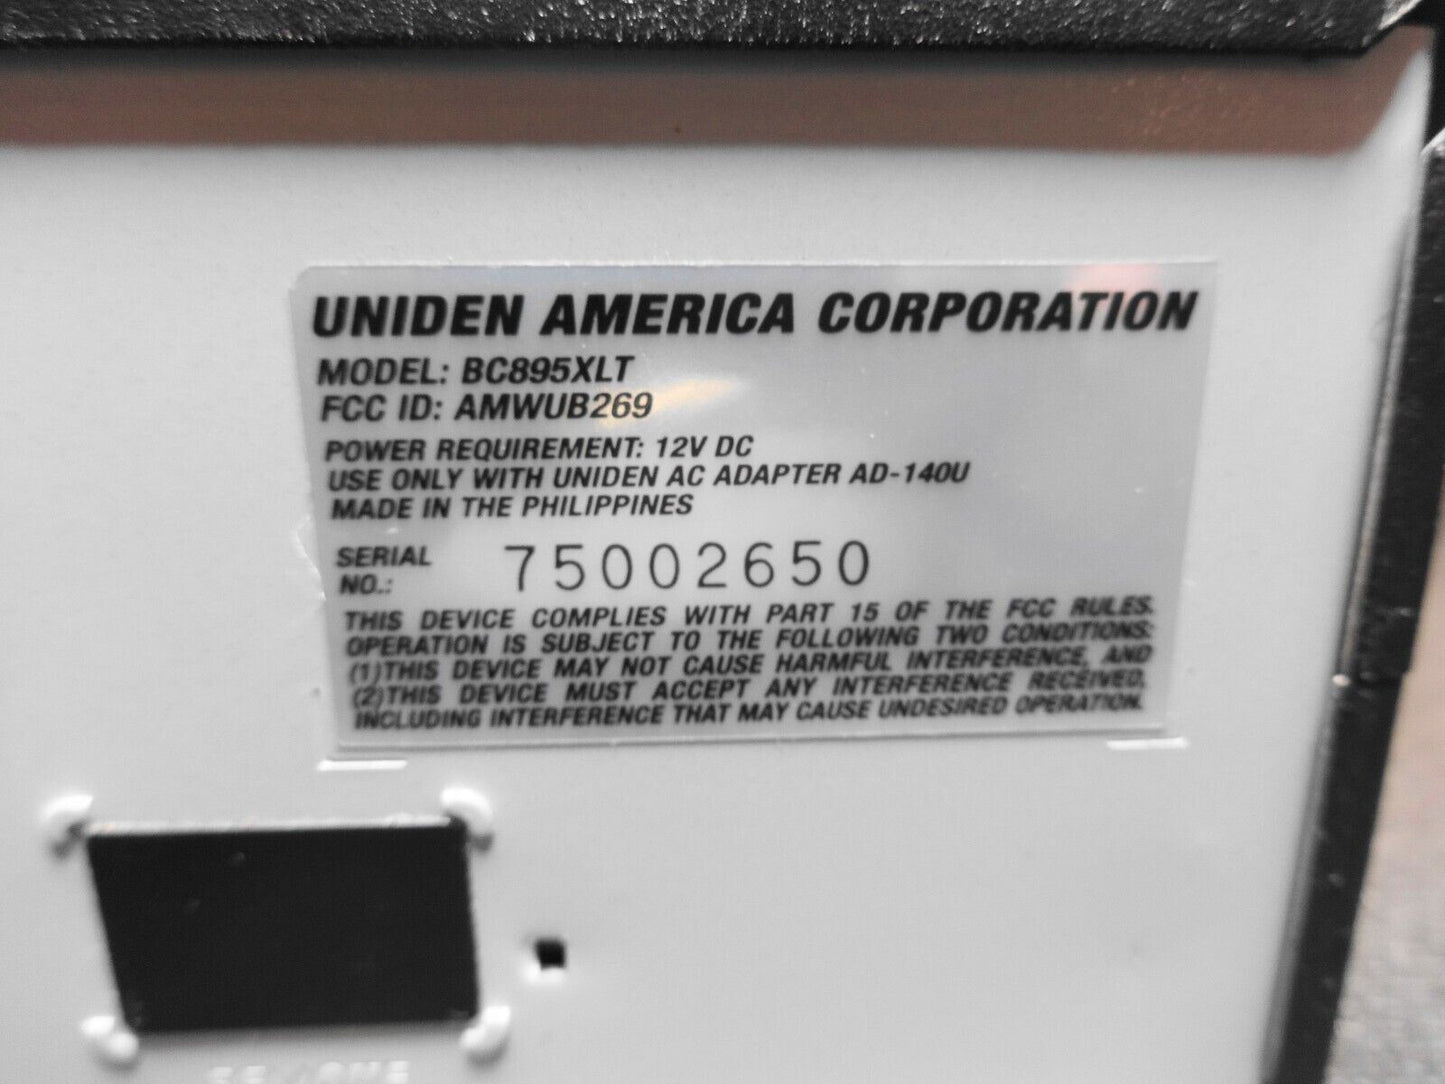 UNIDEN AMERICA CORPORATION
MODEL: BC895XLT
FCC ID: AMWUB269
POWER REQUIREMENT: 12V DC
USE ONLY WITH UNIDEN AC ADAPTER AD-140U
MADE IN THE PHILIPPINES
SERIAL NO.: 75002650
THIS DEVICE COMPLIES WITH PART 15 OF THE FCC RULES.
OPERATION IS SUBJECT TO THE FOLLOWING TWO CONDITIONS:
(1)THIS DEVICE MAY NOT CAUSE HARMFUL INTERFERENCE, AND
(2)THIS DEVICE MUST ACCEPT ANY INTERFERENCE RECEIVED,
INCLUDING INTERFERENCE THAT MAY CAUSE UNDESIRED OPERATION.